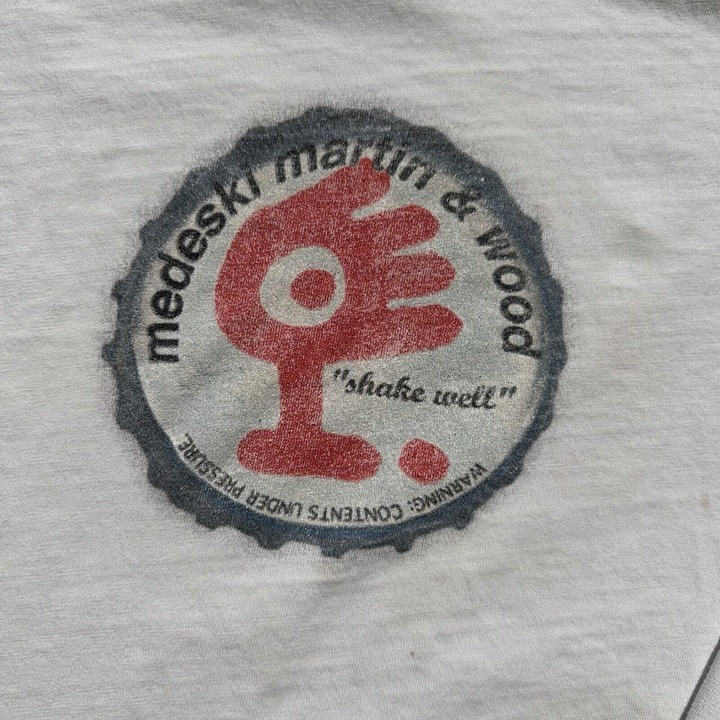 medeski martin & wood
"shake well"
WARNING: CONTENTS UNDER PRESSURE.